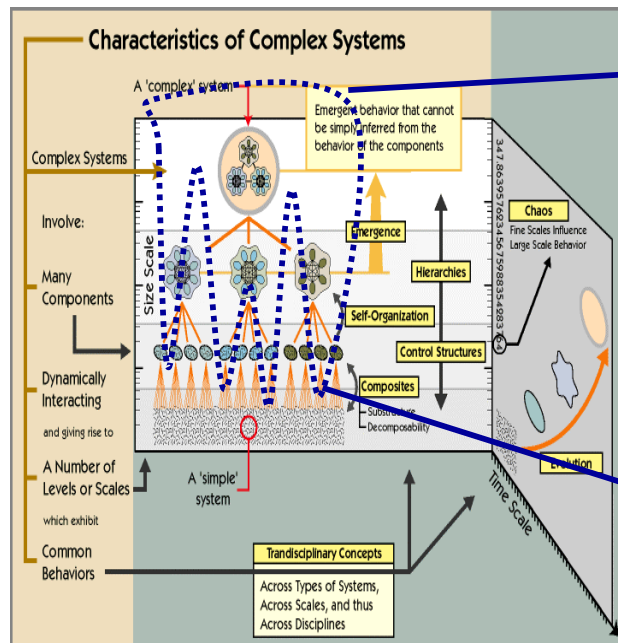 Characteristics of Complex Systems
A 'complex' system
Emergent behavior that cannot
be simply inferred from the
behavior of the components
Complex Systems
Involve:
Many
Components
Dynamically
Interacting
and giving rise to
A Number of
Levels or Scales
which exhibit
Common
Behaviors
Size Scale
Emergence
Hierarchies
Self-Organization
Control Structures
Composites
Substructure
Decomposability
A 'simple'
system
Chaos
Fine Scales Influence
Large Scale Behavior
Evolution
Time Scale
Trandisciplinary Concepts
Across Types of Systems,
Across Scales, and thus
Across Disciplines